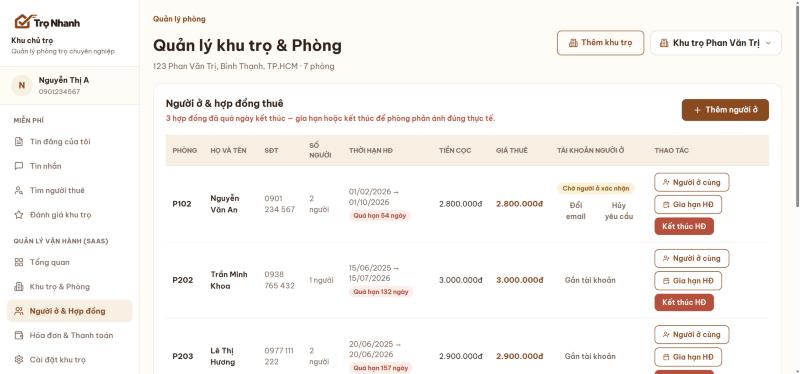 Trọ Nhanh
Khu chủ trọ
Quản lý phòng trọ chuyên nghiệp
N
Nguyễn Thị A
0901234567
MIỄN PHÍ
Tin đăng của tôi
Tin nhắn
Tìm người thuê
Đánh giá khu trọ
QUẢN LÝ VẬN HÀNH (SAAS)
Tổng quan
Khu trọ & Phòng
Người ở & Hợp đồng
Hóa đơn & Thanh toán
Cài đặt khu trọ
Quản lý phòng
Quản lý khu trọ & Phòng
123 Phan Văn Trị, Bình Thạnh, TP.HCM · 7 phòng
Thêm khu trọ
Khu trọ Phan Văn Trị
Người ở & hợp đồng thuê
3 hợp đồng đã quá ngày kết thúc — gia hạn hoặc kết thúc để phòng phản ánh đúng thực tế.
+ Thêm người ở
PHÒNG HỌ VÀ TÊN SĐT SỐ NGƯỜI THỜI HẠN HĐ TIỀN CỌC GIÁ THUÊ TÀI KHOẢN NGƯỜI Ở THAO TÁC
P102
Nguyễn
Văn An
0901
234 567
2
người
01/02/2026 →
01/10/2026
Quá hạn 54 ngày
2.800.000đ
2.800.000đ
Chờ người ở xác nhận
Đổi
email
Hủy
yêu cầu
Người ở cùng
Gia hạn HĐ
Kết thúc HĐ
P202
Trần Minh
Khoa
0938
765 432
1 người
15/06/2025 →
15/07/2026
Quá hạn 132 ngày
3.000.000đ
3.000.000đ
Gắn tài khoản
Người ở cùng
Gia hạn HĐ
Kết thúc HĐ
P203
Lê Thị
Hương
0977 111
222
2
người
20/06/2025 →
20/06/2026
Quá hạn 157 ngày
2.900.000đ
2.900.000đ
Gắn tài khoản
Người ở cùng
Gia hạn HĐ
Kết thúc HĐ